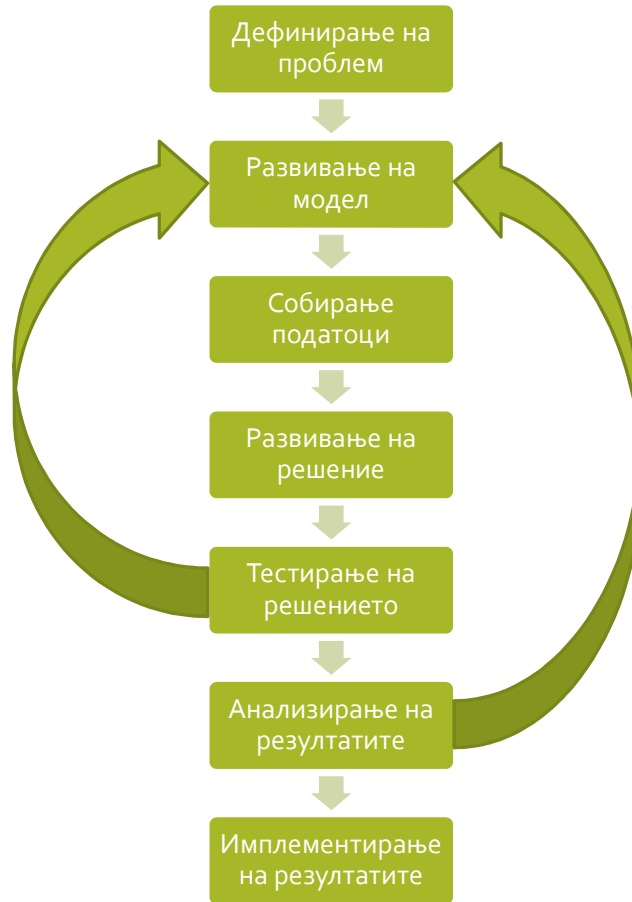 Дефинирање на
проблем
Развивање на
модел
Собирање
податоци
Развивање на
решение
Тестирање на
решението
Анализирање на
резултатите
Имплементирање
на резултатите